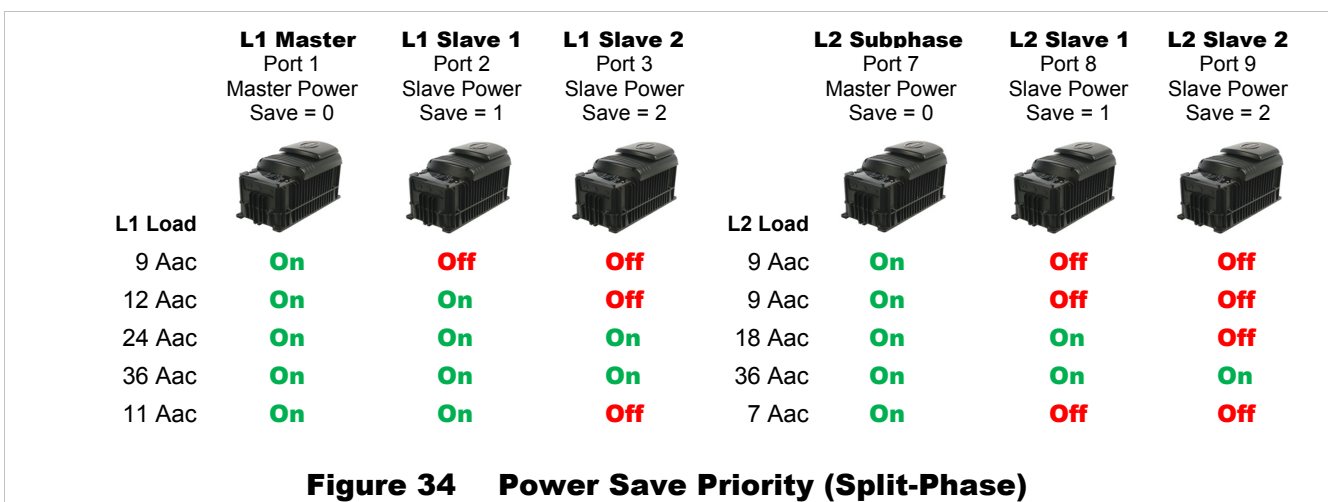 L1 Master L1 Slave 1 L1 Slave 2 L2 Subphase L2 Slave 1 L2 Slave 2
Port 1 Port 2 Port 3 Port 7 Port 8 Port 9
Master Power Slave Power Slave Power Master Power Slave Power Slave Power
Save = 0 Save = 1 Save = 2 Save = 0 Save = 1 Save = 2
L1 Load L2 Load
9 Aac On Off Off 9 Aac On Off Off
12 Aac On On Off 9 Aac On Off Off
24 Aac On On On 18 Aac On On Off
36 Aac On On On 36 Aac On On On
11 Aac On On Off 7 Aac On Off Off
Figure 34 Power Save Priority (Split-Phase)